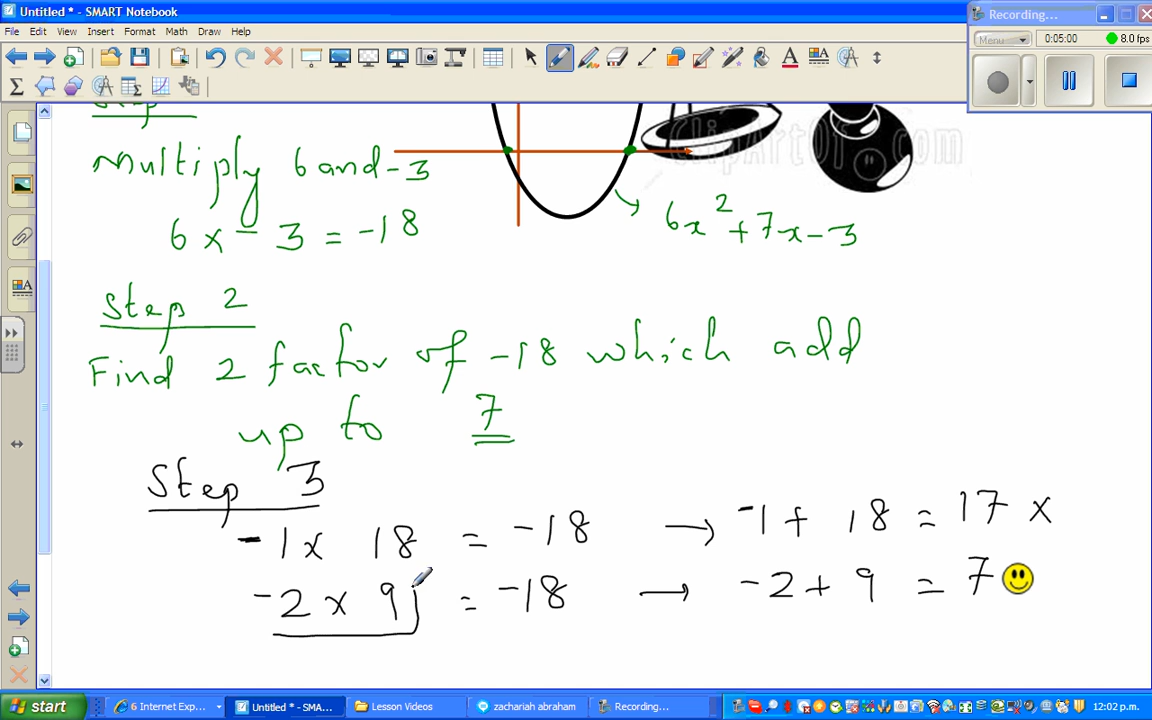 Untitled * - SMART Notebook
File Edit View Insert Format Math Draw Help
Recording...
Menu
0:05:00
8.0 fps
Step
Multiply 6 and -3
6 x - 3 = -18
6x² + 7x - 3
Step 2
Find 2 factor of -18 which add
up to 7
Step 3
-1 x 18 = -18 → -1 + 18 = 17 x
-2 x 9 = -18 → -2 + 9 = 7
start
6 Internet Exp...
Untitled * - SMA...
Lesson Videos
zachariah abraham
Recording...
12:02 p.m.